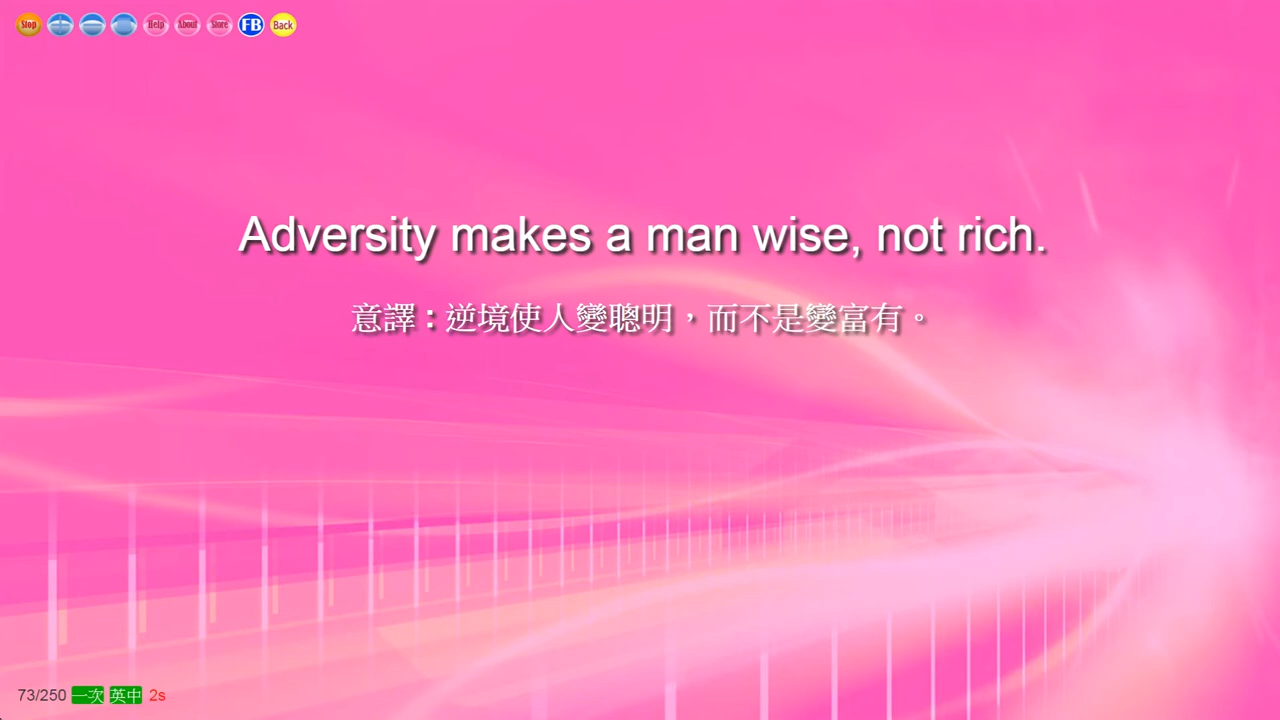 Stop Help About Store FB Back
Adversity makes a man wise, not rich.
意譯：逆境使人變聰明，而不是變富有。
73/250 一次 英中 2s